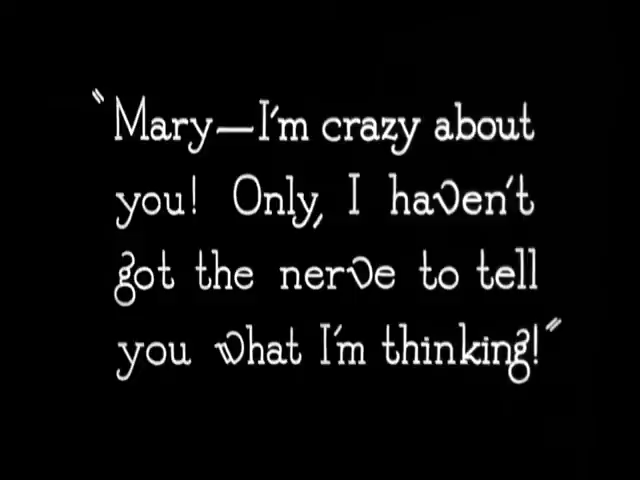 "Mary—I'm crazy about
you! Only, I haven't
got the nerve to tell
you what I'm thinking!"